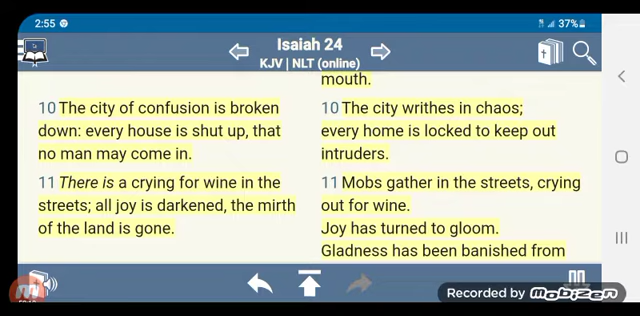 2:55
37%
Isaiah 24
KJV | NLT (online)
10 The city of confusion is broken
down: every house is shut up, that
no man may come in.
11 There is a crying for wine in the
streets; all joy is darkened, the mirth
of the land is gone.
mouth.
10 The city writhes in chaos;
every home is locked to keep out
intruders.
11 Mobs gather in the streets, crying
out for wine.
Joy has turned to gloom.
Gladness has been banished from
Recorded by MOBIZEN